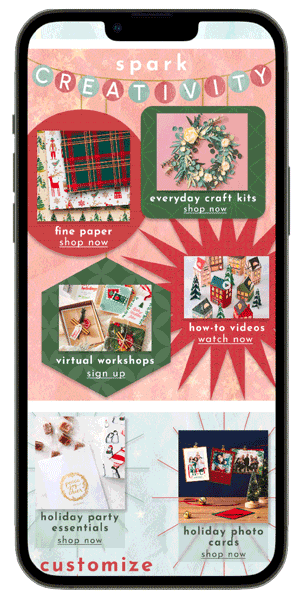 spark
CREATIVITY
everyday craft kits
shop now
fine paper
shop now
how-to videos
watch now
virtual workshops
sign up
holiday party
essentials
shop now
holiday photo
cards
shop now
customize